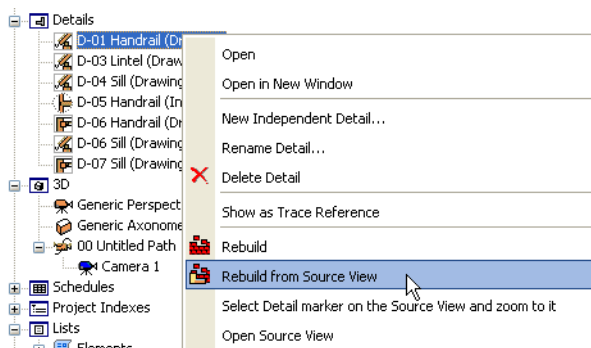 Details
D-01 Handrail (Dr
D-03 Lintel (Draw
D-04 Sill (Drawing
D-05 Handrail (In
D-06 Handrail (Dr
D-06 Sill (Drawing
D-07 Sill (Drawing
3D
Generic Perspect
Generic Axonome
00 Untitled Path
Camera 1
Schedules
Project Indexes
Lists
Elements
Open
Open in New Window
New Independent Detail...
Rename Detail...
Delete Detail
Show as Trace Reference
Rebuild
Rebuild from Source View
Select Detail marker on the Source View and zoom to it
Open Source View